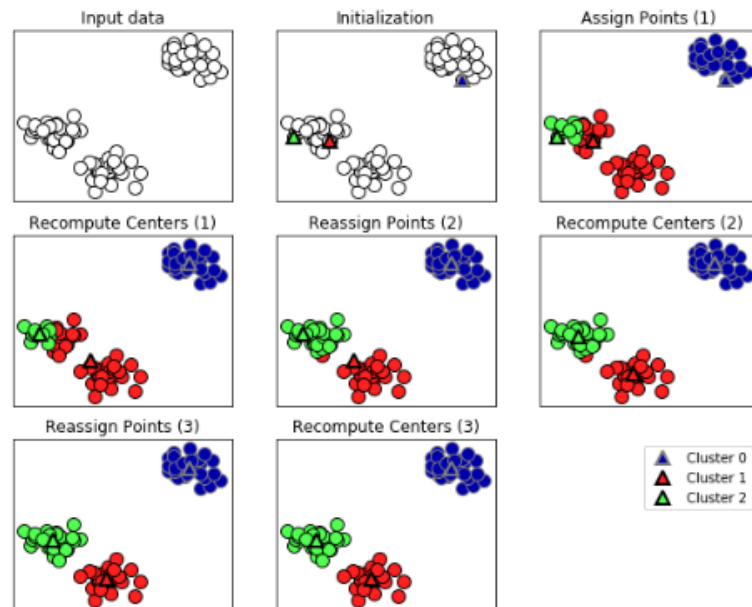 Input data
Initialization
Assign Points (1)
Recompute Centers (1)
Reassign Points (2)
Recompute Centers (2)
Reassign Points (3)
Recompute Centers (3)
Cluster 0
Cluster 1
Cluster 2